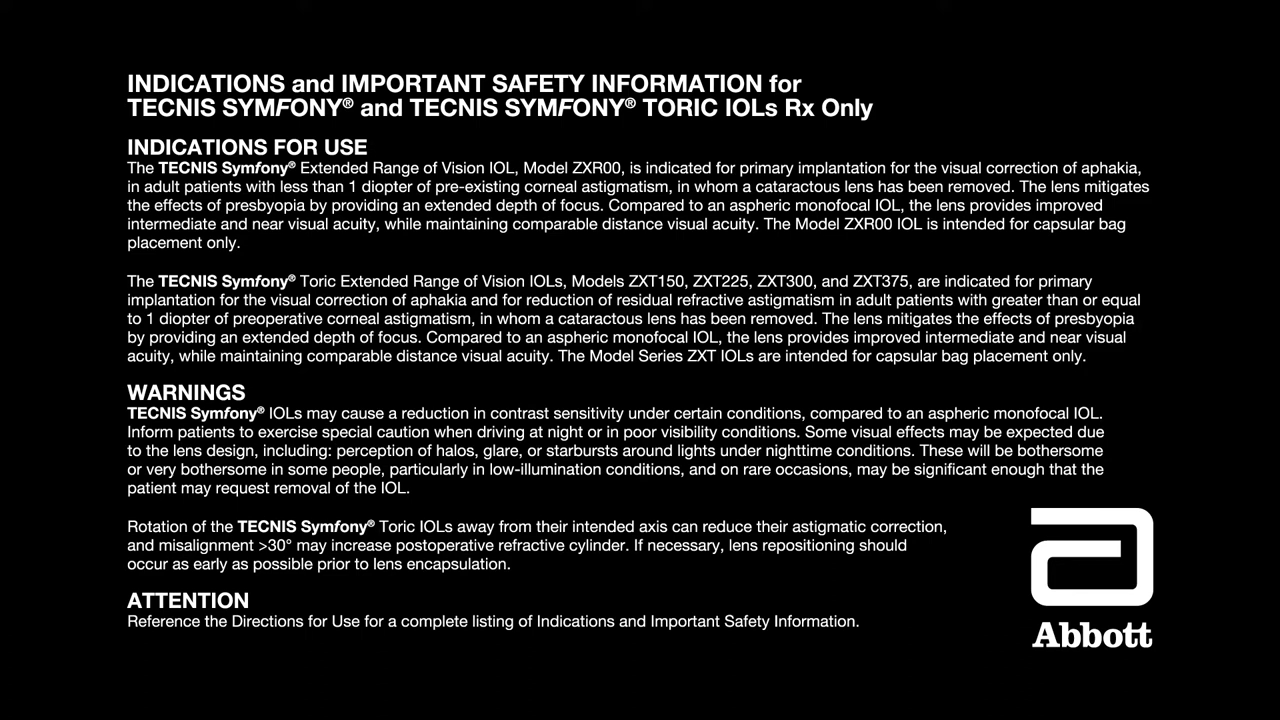 INDICATIONS and IMPORTANT SAFETY INFORMATION for
TECNIS SYMFONY® and TECNIS SYMFONY® TORIC IOLs Rx Only
INDICATIONS FOR USE
The TECNIS Symfony® Extended Range of Vision IOL, Model ZXR00, is indicated for primary implantation for the visual correction of aphakia,
in adult patients with less than 1 diopter of pre-existing corneal astigmatism, in whom a cataractous lens has been removed. The lens mitigates
the effects of presbyopia by providing an extended depth of focus. Compared to an aspheric monofocal IOL, the lens provides improved
intermediate and near visual acuity, while maintaining comparable distance visual acuity. The Model ZXR00 IOL is intended for capsular bag
placement only.
The TECNIS Symfony® Toric Extended Range of Vision IOLs, Models ZXT150, ZXT225, ZXT300, and ZXT375, are indicated for primary
implantation for the visual correction of aphakia and for reduction of residual refractive astigmatism in adult patients with greater than or equal
to 1 diopter of preoperative corneal astigmatism, in whom a cataractous lens has been removed. The lens mitigates the effects of presbyopia
by providing an extended depth of focus. Compared to an aspheric monofocal IOL, the lens provides improved intermediate and near visual
acuity, while maintaining comparable distance visual acuity. The Model Series ZXT IOLs are intended for capsular bag placement only.
WARNINGS
TECNIS Symfony® IOLs may cause a reduction in contrast sensitivity under certain conditions, compared to an aspheric monofocal IOL.
Inform patients to exercise special caution when driving at night or in poor visibility conditions. Some visual effects may be expected due
to the lens design, including: perception of halos, glare, or starbursts around lights under nighttime conditions. These will be bothersome
or very bothersome in some people, particularly in low-illumination conditions, and on rare occasions, may be significant enough that the
patient may request removal of the IOL.
Rotation of the TECNIS Symfony® Toric IOLs away from their intended axis can reduce their astigmatic correction,
and misalignment >30° may increase postoperative refractive cylinder. If necessary, lens repositioning should
occur as early as possible prior to lens encapsulation.
ATTENTION
Reference the Directions for Use for a complete listing of Indications and Important Safety Information.
Abbott